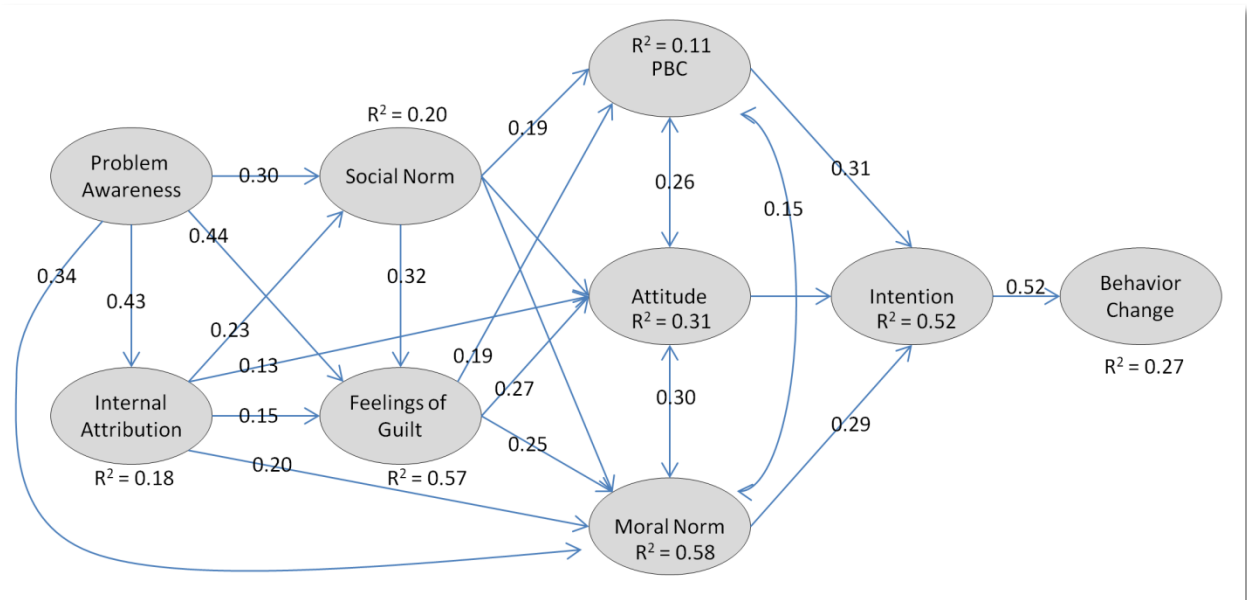 R² = 0.11
PBC
R² = 0.20
0.19
Problem
Awareness
0.30
Social Norm
0.31
0.26
0.15
0.44
0.34
0.43
0.32
0.23
Attitude
R² = 0.31
Intention
R² = 0.52
0.52
Behavior
Change
R² = 0.27
0.13
0.19
0.27
0.30
Internal
Attribution
R² = 0.18
0.15
Feelings of
Guilt
R² = 0.57
0.25
0.29
0.20
Moral Norm
R² = 0.58